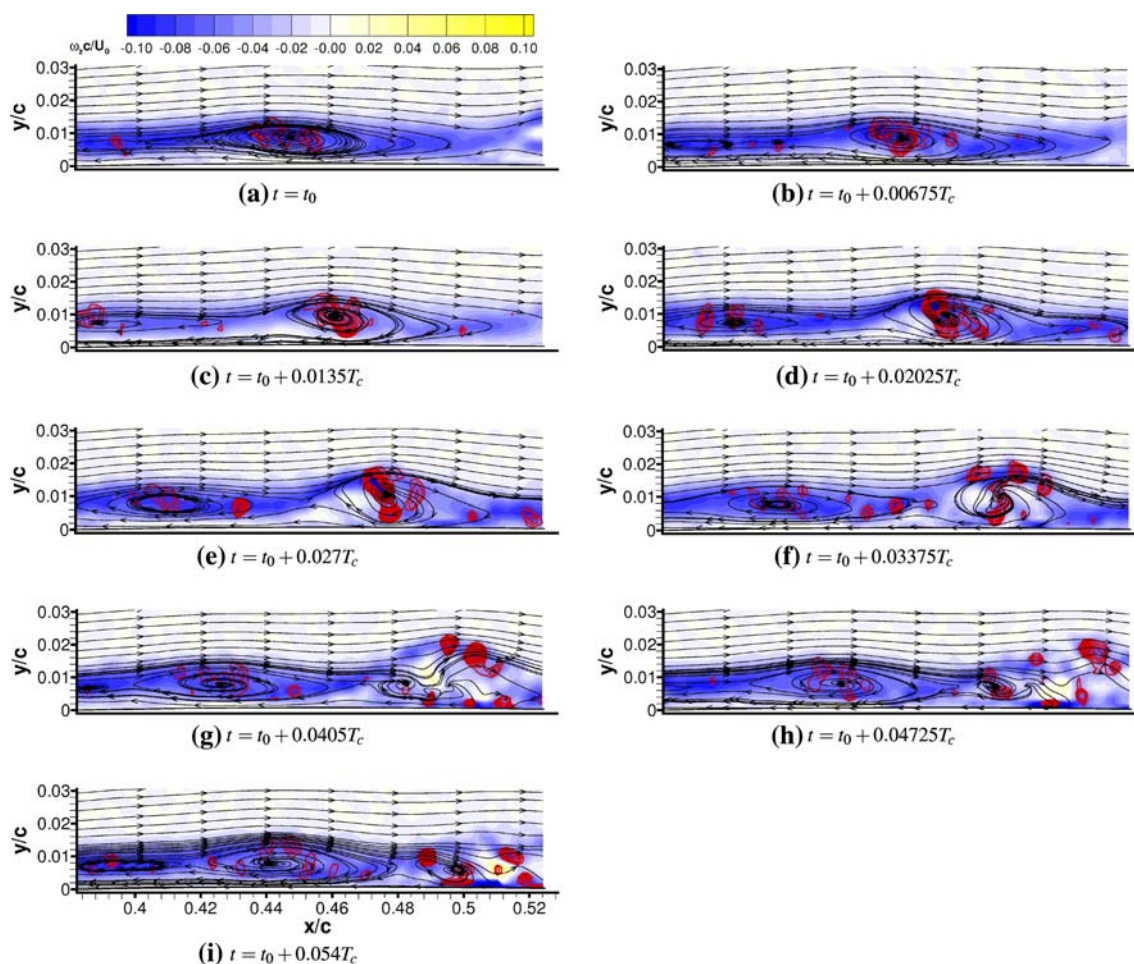 ω_z c/U_0 -0.10 -0.08 -0.06 -0.04 -0.02 0.00 0.02 0.04 0.06 0.08 0.10
y/c 0.03 0.02 0.01 0
(a) t = t_0
y/c 0.03 0.02 0.01 0
(b) t = t_0 + 0.00675T_c
y/c 0.03 0.02 0.01 0
(c) t = t_0 + 0.0135T_c
y/c 0.03 0.02 0.01 0
(d) t = t_0 + 0.02025T_c
y/c 0.03 0.02 0.01 0
(e) t = t_0 + 0.027T_c
y/c 0.03 0.02 0.01 0
(f) t = t_0 + 0.03375T_c
y/c 0.03 0.02 0.01 0
(g) t = t_0 + 0.0405T_c
y/c 0.03 0.02 0.01 0
(h) t = t_0 + 0.04725T_c
y/c 0.03 0.02 0.01 0
0.4 0.42 0.44 0.46 0.48 0.5 0.52
x/c
(i) t = t_0 + 0.054T_c